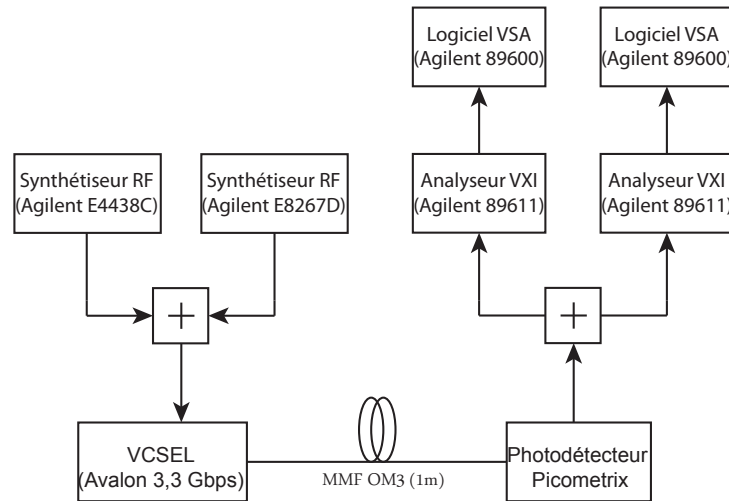 Logiciel VSA
(Agilent 89600)
Logiciel VSA
(Agilent 89600)
Synthétiseur RF
(Agilent E4438C)
Synthétiseur RF
(Agilent E8267D)
Analyseur VXI
(Agilent 89611)
Analyseur VXI
(Agilent 89611)
+
+
VCSEL
(Avalon 3,3 Gbps)
MMF OM3 (1m)
Photodétecteur
Picometrix